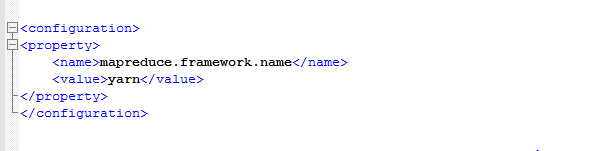 <configuration>
<property>
<name>mapreduce.framework.name</name>
<value>yarn</value>
</property>
</configuration>